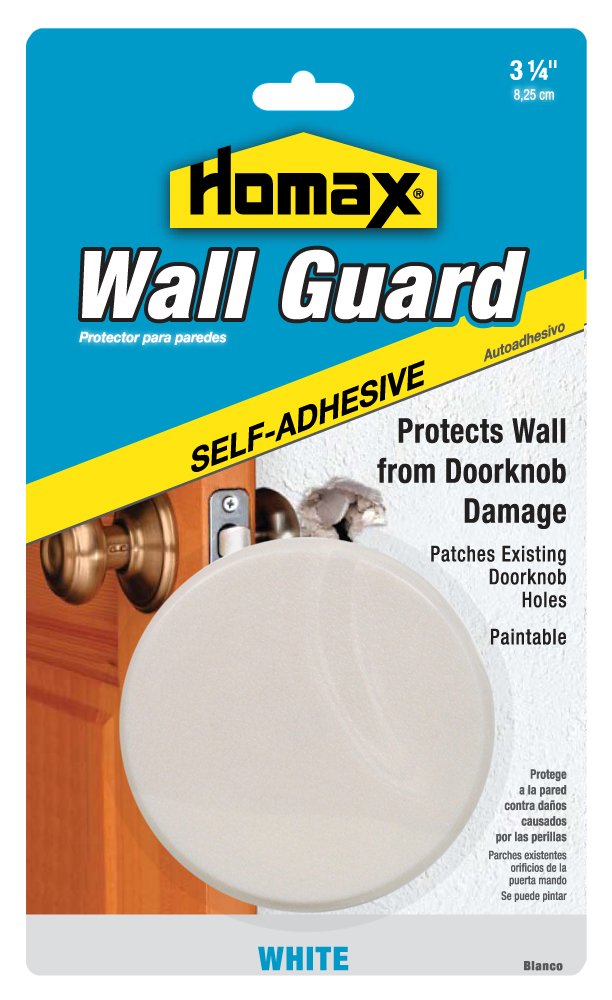 3 ¼"
8,25 cm
Homax®
Wall Guard
Protector para paredes
Autoadhesivo
SELF-ADHESIVE
Protects Wall
from Doorknob
Damage
Patches Existing
Doorknob
Holes
Paintable
Protege
a la pared
contra daños
causados
por las perillas
Parches existentes
orificios de la
puerta mando
Se puede pintar
WHITE
Blanco